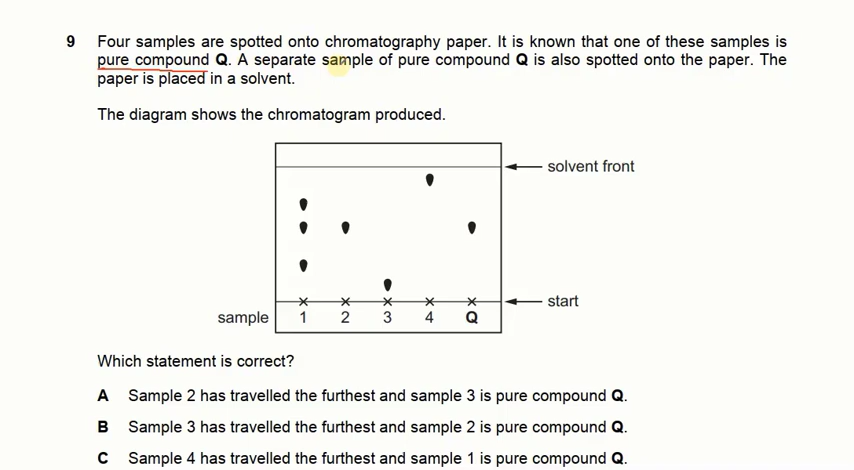 9 Four samples are spotted onto chromatography paper. It is known that one of these samples is
pure compound Q. A separate sample of pure compound Q is also spotted onto the paper. The
paper is placed in a solvent.
The diagram shows the chromatogram produced.
solvent front
start
sample 1 2 3 4 Q
Which statement is correct?
A Sample 2 has travelled the furthest and sample 3 is pure compound Q.
B Sample 3 has travelled the furthest and sample 2 is pure compound Q.
C Sample 4 has travelled the furthest and sample 1 is pure compound Q.